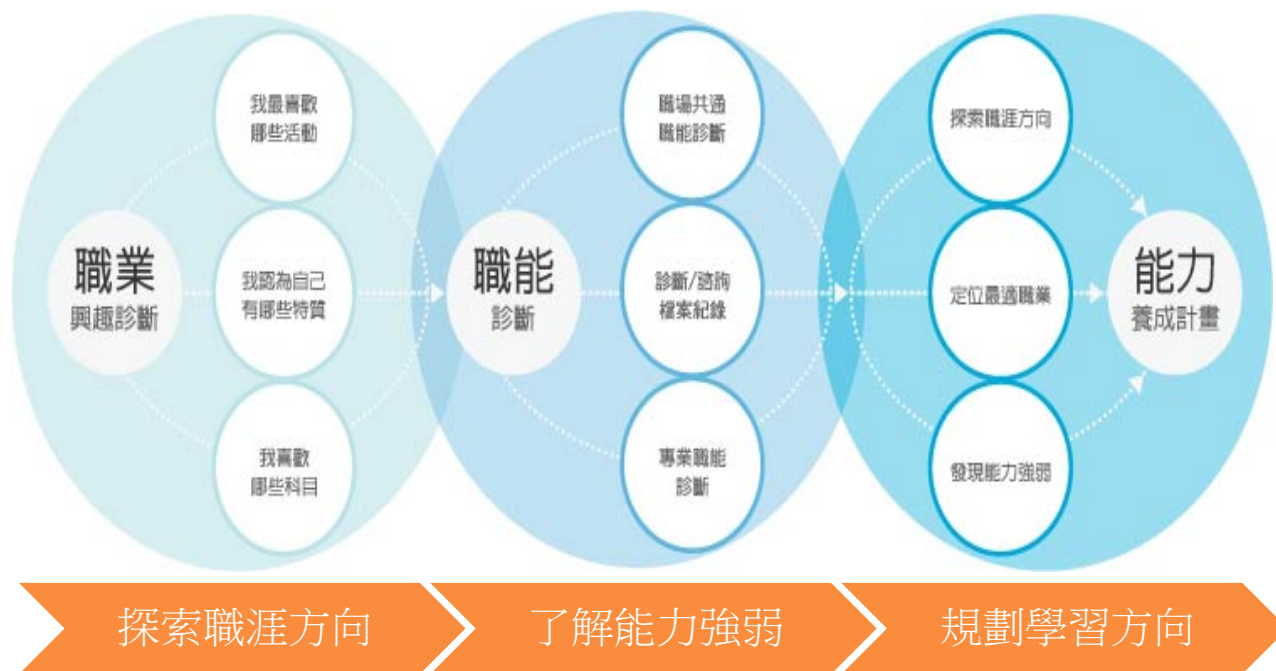 我最喜歡
哪些活動
職業
興趣診斷
我認為自己
有哪些特質
我喜歡
哪些科目
職場共通
職能診斷
職能
診斷
診斷/諮詢
檔案紀錄
專業職能
診斷
探索職涯方向
定位最適職業
能力
養成計畫
發現能力強弱
探索職涯方向
了解能力強弱
規劃學習方向